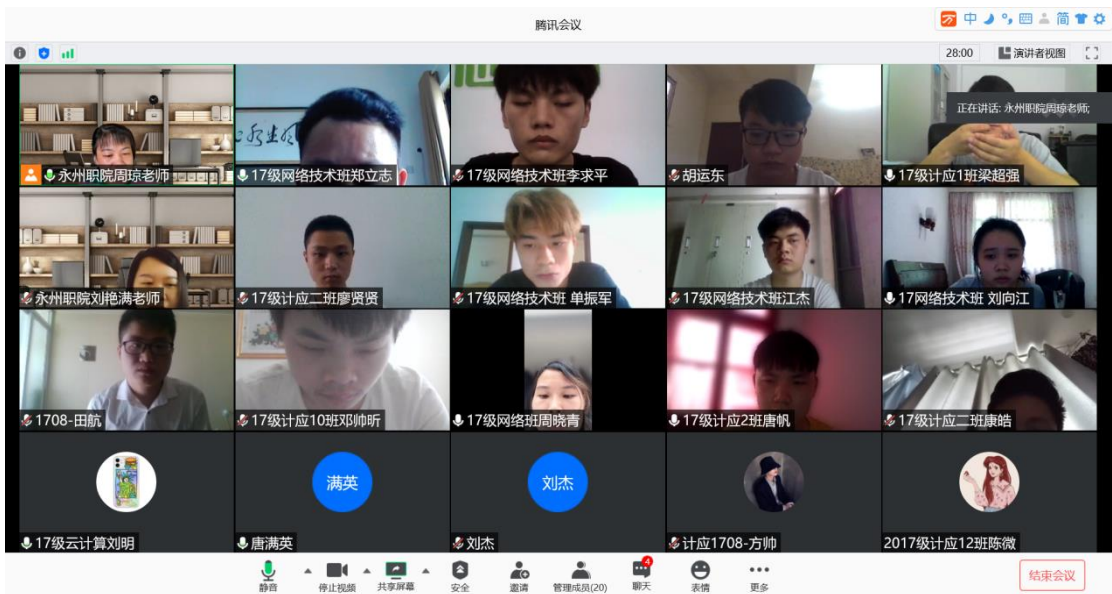 腾讯会议
万 中 简
28:00 演讲者视图
正在讲话: 永州职院周琼老师;
永州职院周琼老师
17级网络技术班郑立志
17级网络技术班李求平
胡运东
17级计应1班梁超强
永州职院刘艳满老师
17级计应二班廖贤贤
17级网络技术班 单振军
17级网络技术班江杰
17网络技术班 刘向江
1708-田航
17级计应10班邓帅昕
17级网络班周晓青
17级计应2班唐帆
17级计应二班康皓
满英
刘杰
17级云计算刘明
唐满英
刘杰
计应1708-方帅
2017级计应12班陈微
4
静音 停止视频 共享屏幕 安全 邀请 管理成员(20) 聊天 表情 更多
结束会议